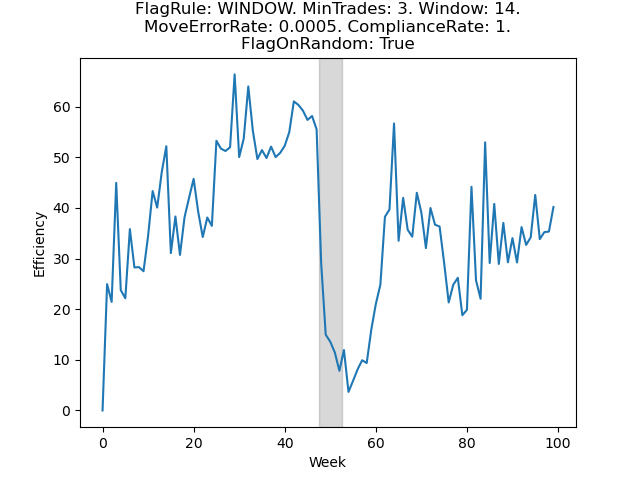 FlagRule: WINDOW. MinTrades: 3. Window: 14.
MoveErrorRate: 0.0005. ComplianceRate: 1.
FlagOnRandom: True
60
50
40
30
20
10
0
Efficiency
0 20 40 60 80 100
Week